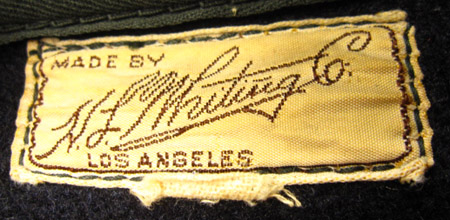 MADE BY
H. L. Whiting Co.
LOS ANGELES